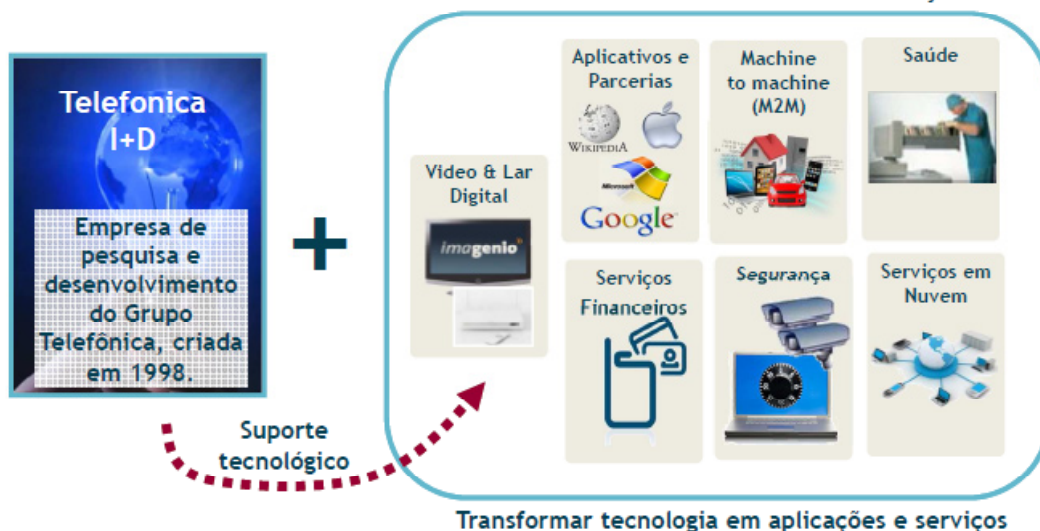 Telefonica
I+D
Empresa de
pesquisa e
desenvolvimento
do Grupo
Telefônica, criada
em 1998.
+
Suporte
tecnológico
Video & Lar
Digital
imagenio
Aplicativos e
Parcerias
WIKIPEDIA
Microsoft
Google
Machine
to machine
(M2M)
Saúde
Serviços
Financeiros
Segurança
Serviços em
Nuvem
Transformar tecnologia em aplicações e serviços